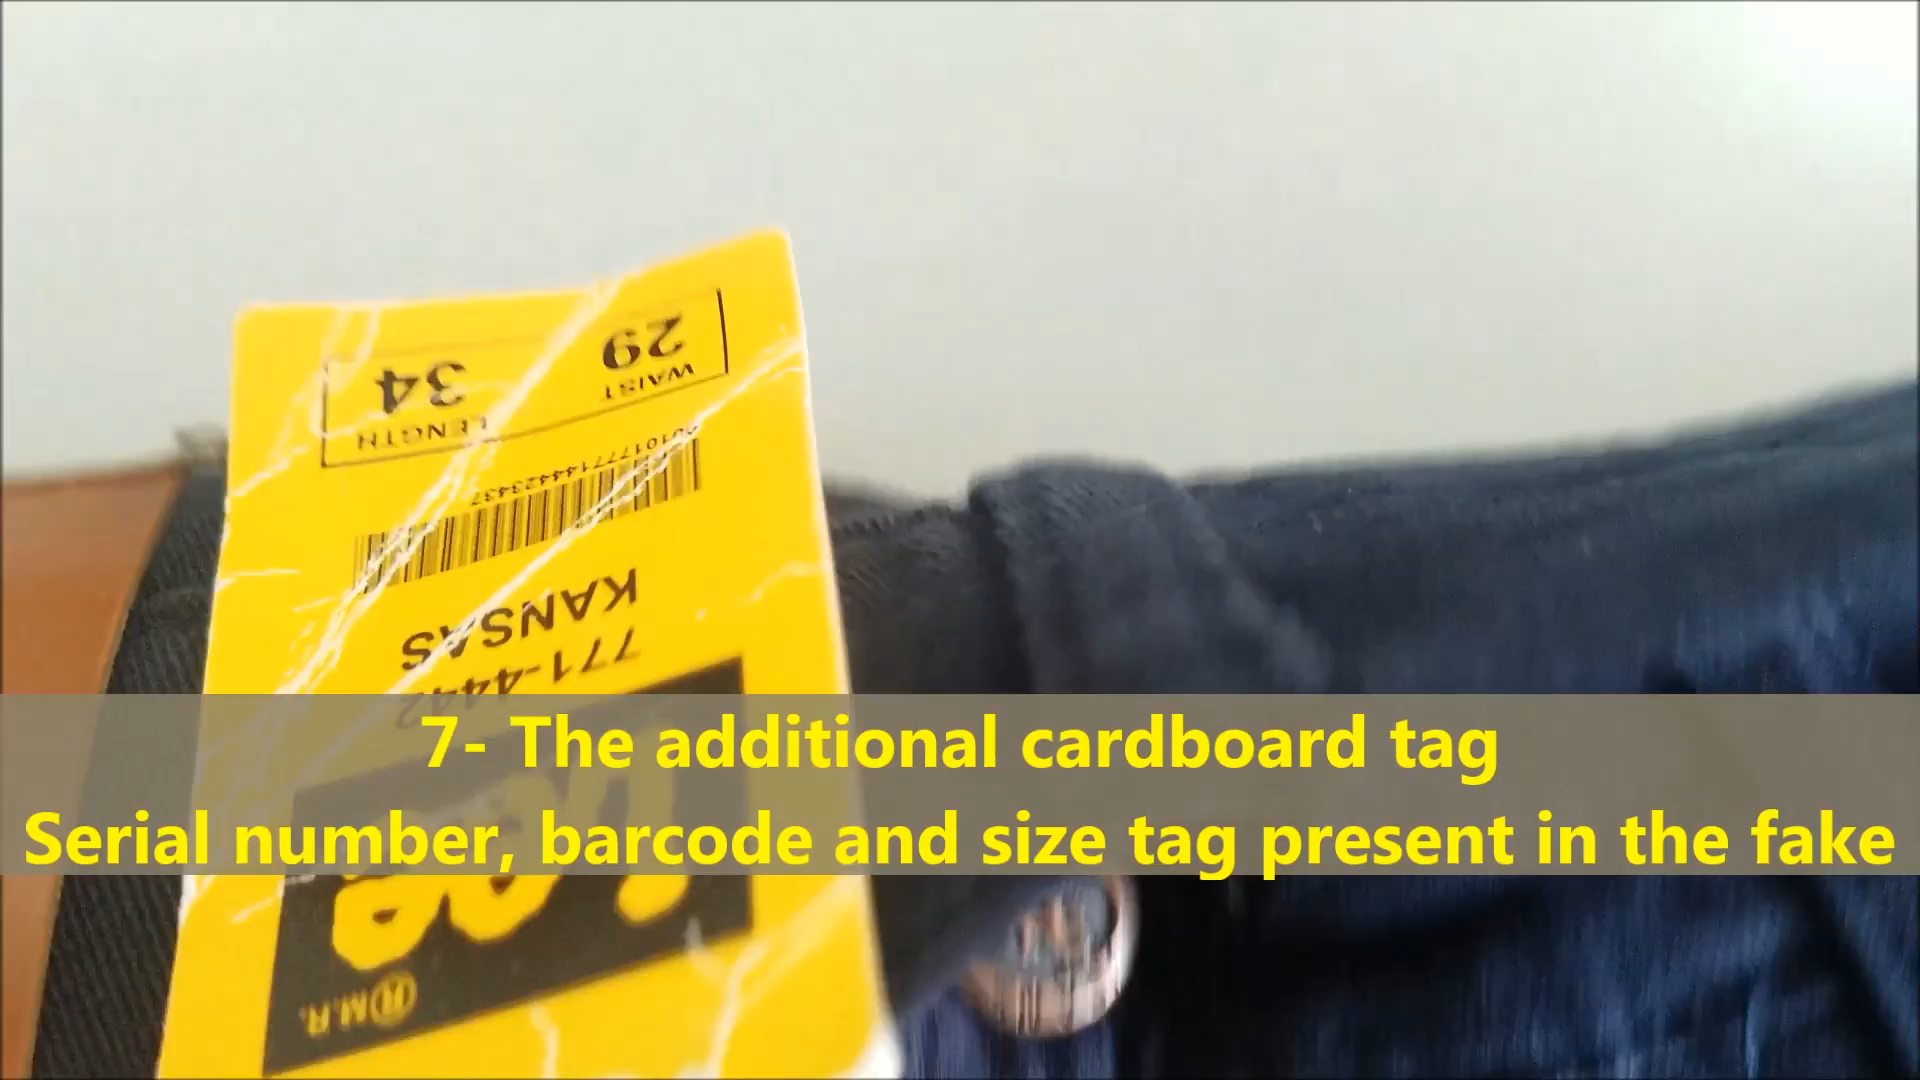 WAIST LENGTH
29 34
KANSAS
771-4442
Lee
® M.R.
7- The additional cardboard tag
Serial number, barcode and size tag present in the fake